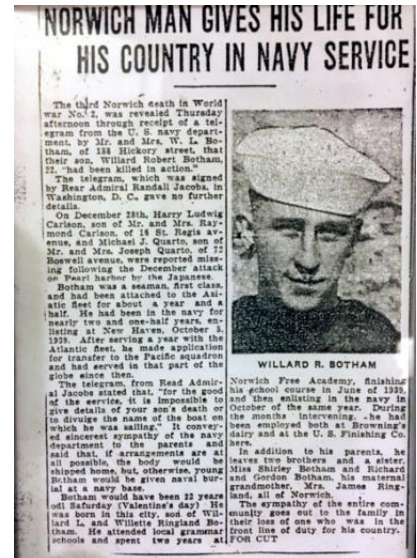 NORWICH MAN GIVES HIS LIFE FOR
HIS COUNTRY IN NAVY SERVICE
The third Norwich death in World
war No. 2, was revealed Thursday
afternoon through receipt of a tel-
egram from the U. S. navy depart-
ment, by Mr. and Mrs. W. L. Bo-
tham, of 158 Hickory street, that
their son, Willard Robert Botham,
22, "had been killed in action."
The telegram, which was signed
by Rear Admiral Randall Jacobs, in
Washington, D. C., gave no further
details.
On December 28th, Harry Ludwig
Carlson, son of Mr. and Mrs. Ray-
mond Carlson, of 16 St. Regis av-
enue, and Michael J. Quarto, son of
Mr. and Mrs. Joseph Quarto, of 72
Boswell avenue, were reported miss-
ing following the December attack
on Pearl harbor by the Japanese.
Botham was a seaman, first class,
and had been attached to the Asi-
atic fleet for about a year and a
half. He had been in the navy for
nearly two and one-half years, en-
listing at New Haven, October 5,
1939. After serving a year with the
Atlantic fleet, he made application
for transfer to the Pacific squadron
and had served in that part of the
globe since then.
The telegram, from Read Admir-
al Jacobs stated that, "for the good
of the service, it is impossible to
give details of your son's death or
to divulge the name of the boat on
which he was sailing." It convey-
ed sincerest sympathy of the navy
department to the parents and
said that, if arrangements are at
all possible, the body would be
shipped home, but, otherwise, young
Botham would be given naval bur-
ial at a navy base.
Botham would have been 22 years
odl Saturday (Valentine's day) He
was born in this city, son of Wil-
lard L. and Willette Ringland Bo-
tham. He attended local grammar
schools and spent two years at
WILLARD R. BOTHAM
Norwich Free Academy, finishing
his school course in June of 1939,
and then enlisting in the navy in
October of the same year. During
the months intervening, he had
been employed both at Browning's
dairy and at the U. S. Finishing Co.
here.
In addition to his parents, he
leaves two brothers and a sister,
Miss Shirley Botham and Richard
and Gordon Botham, his maternal
grandmother, Mrs. James Ring-
land, all of Norwich.
The sympathy of the entire com-
munity goes out to the family in
their loss of one who was in the
front line of duty for his country.
FOR CUT